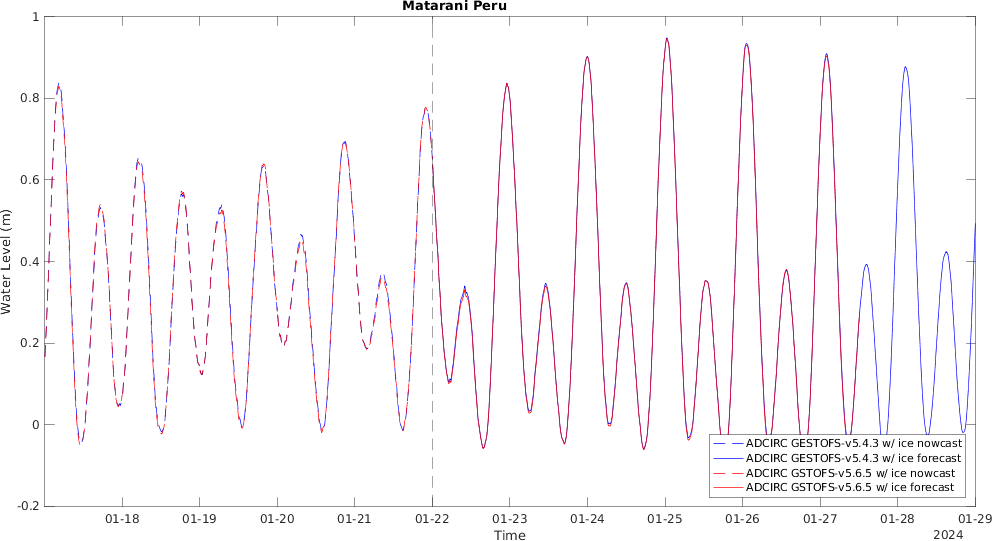 Matarani Peru
Water Level (m)
1
0.8
0.6
0.4
0.2
0
-0.2
01-18 01-19 01-20 01-21 01-22 01-23 01-24 01-25 01-26 01-27 01-28 01-29
Time
2024
ADCIRC GESTOFS-v5.4.3 w/ ice nowcast
ADCIRC GESTOFS-v5.4.3 w/ ice forecast
ADCIRC GSTOFS-v5.6.5 w/ ice nowcast
ADCIRC GSTOFS-v5.6.5 w/ ice forecast